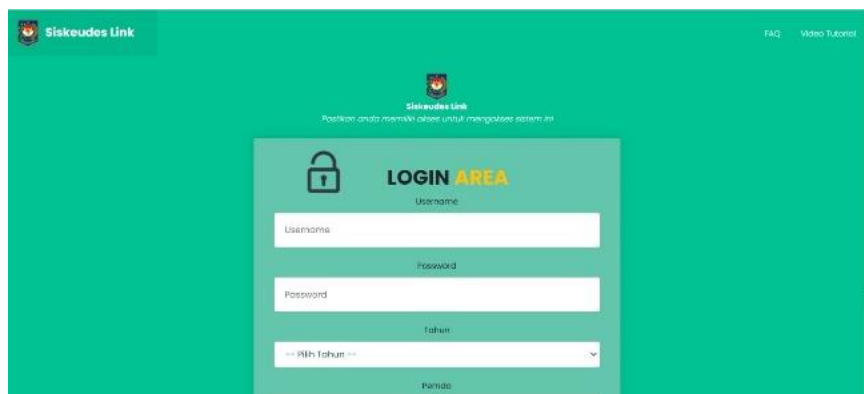 Siskeudes Link
FAQ Video Tutorial
Siskeudes Link
Pastikan anda memiliki akses untuk mengakses sistem ini
LOGIN AREA
Username
Username
Password
Password
Tahun
-- Pilih Tahun --
Pemda